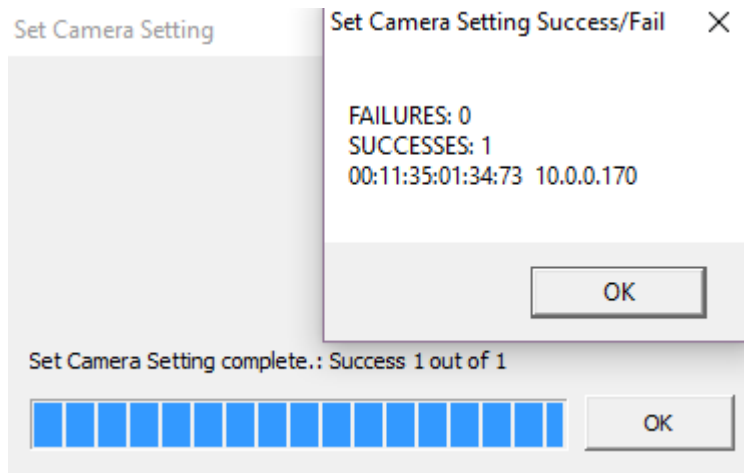 Set Camera Setting
Set Camera Setting Success/Fail
FAILURES: 0
SUCCESSES: 1
00:11:35:01:34:73 10.0.0.170
OK
Set Camera Setting complete.: Success 1 out of 1
OK